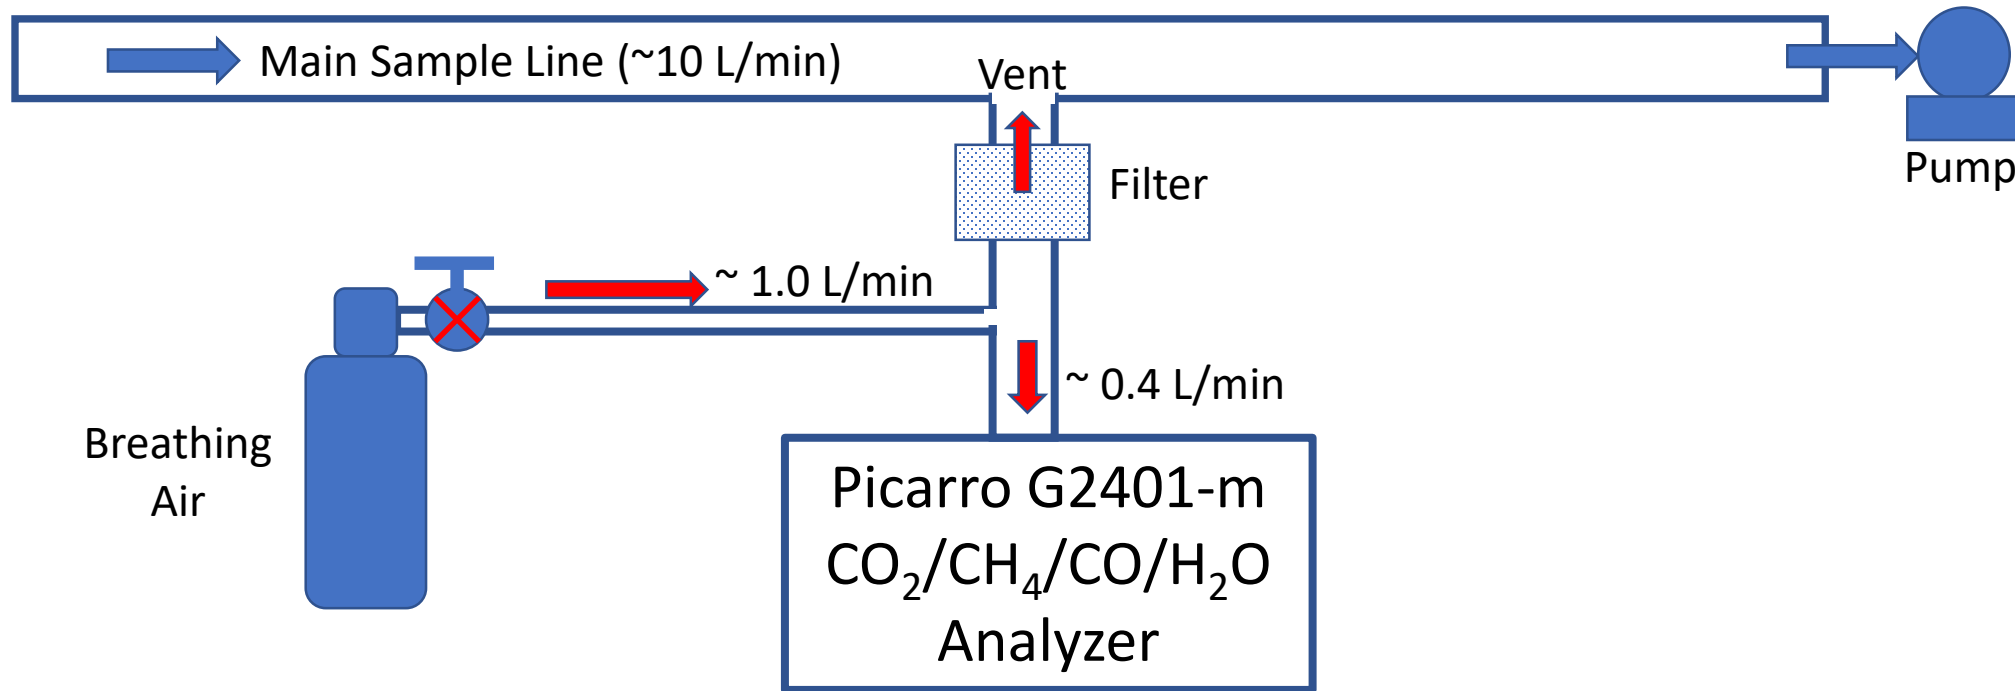 Main Sample Line (~10 L/min)
Vent
Pump
Filter
~ 1.0 L/min
~ 0.4 L/min
Breathing
Air
Picarro G2401-m
CO₂/CH₄/CO/H₂O
Analyzer